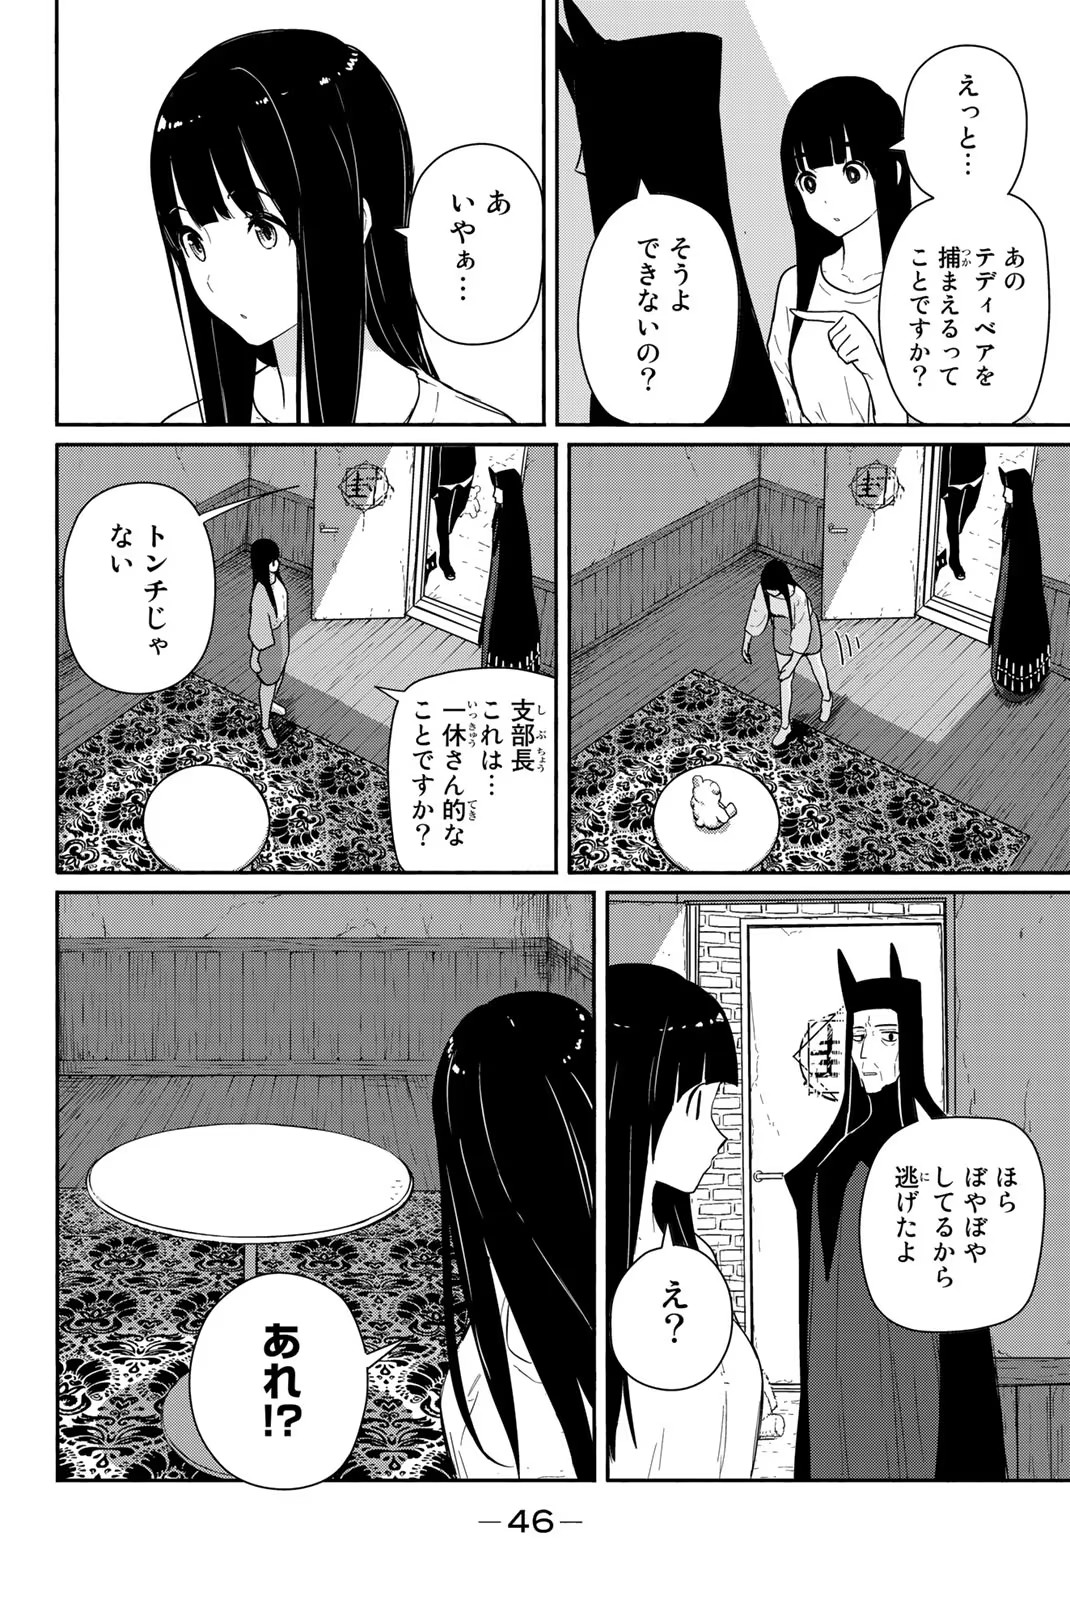 えっと…
あの
テディベアを
捕まえるって
ことですか？
そうよ
できないの？
あ
いやぁ…
封
封
支部長
これは…
一休さん的な
ことですか？
トンチじゃ
ない
ほら
ぼやぼや
してるから
逃げたよ
え？
あれ!?
—46—